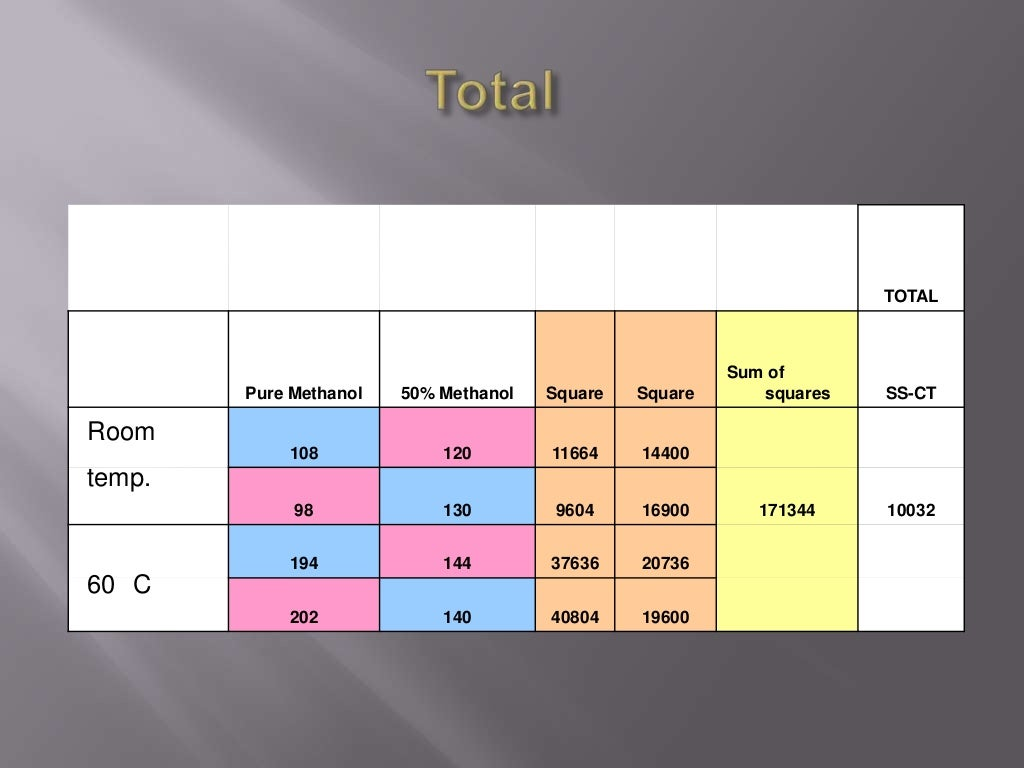 Total
TOTAL
Pure Methanol 50% Methanol Square Square Sum of squares SS-CT
Room temp.
108 120 11664 14400
98 130 9604 16900 171344 10032
60 C
194 144 37636 20736
202 140 40804 19600